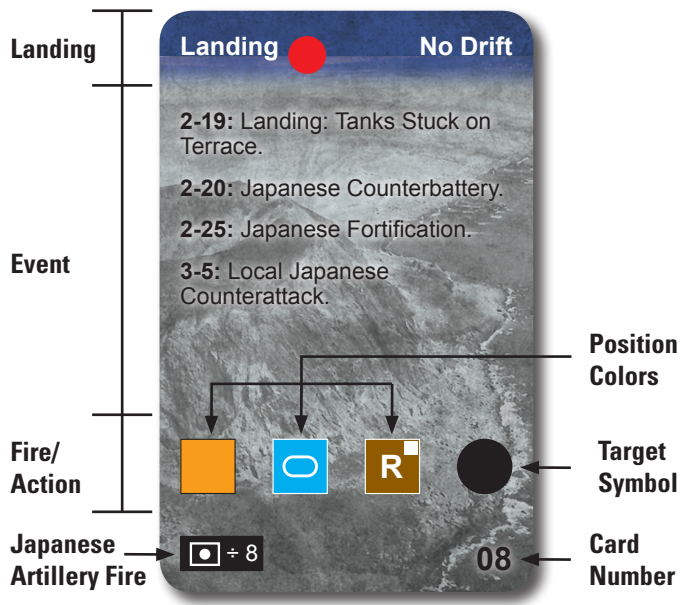 Landing
Landing
No Drift
2-19: Landing: Tanks Stuck on
Terrace.
2-20: Japanese Counterbattery.
2-25: Japanese Fortification.
3-5: Local Japanese
Counterattack.
Event
Position
Colors
Fire/
Action
R
Target
Symbol
Japanese
Artillery Fire
÷ 8
08
Card
Number